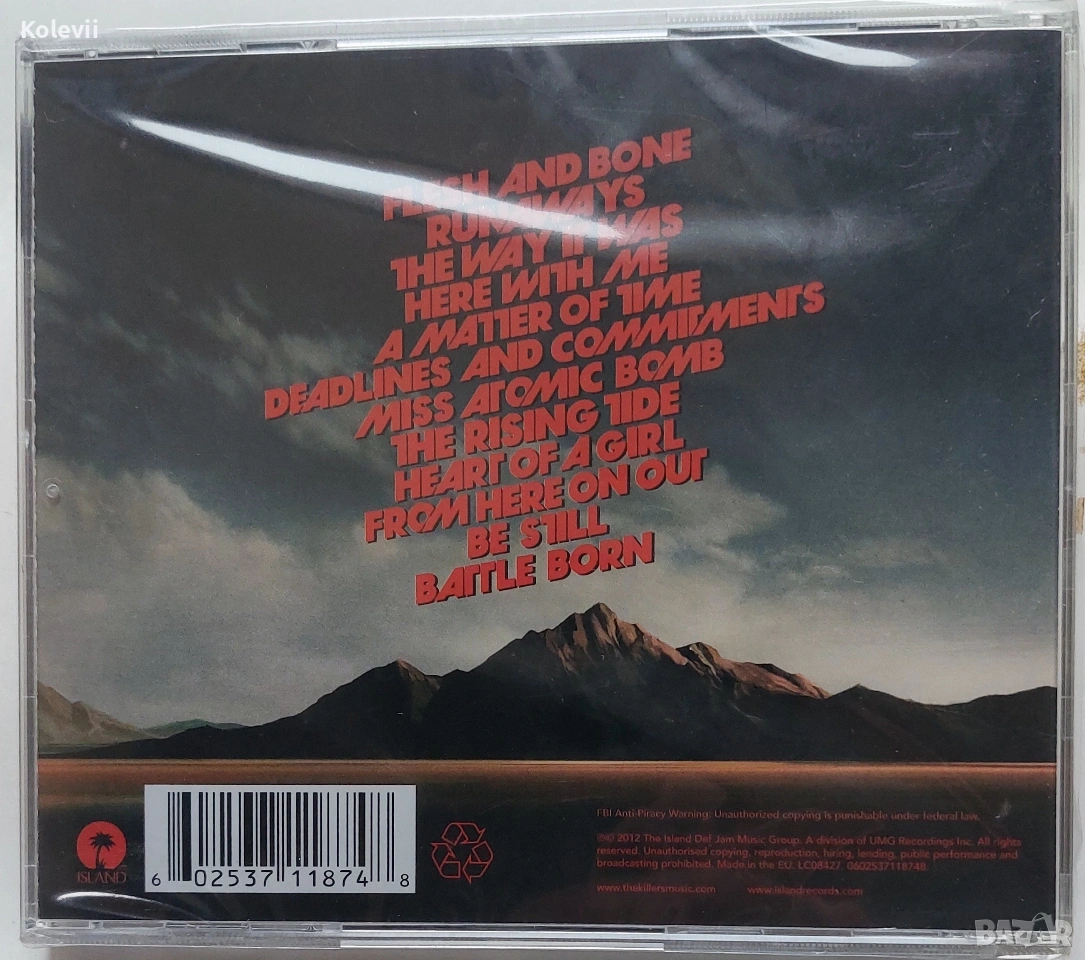 Kolevii
FLESH AND BONE
RUNAWAYS
THE WAY IT WAS
HERE WITH ME
A MATTER OF TIME
DEADLINES AND COMMITMENTS
MISS ATOMIC BOMB
THE RISING TIDE
HEART OF A GIRL
FROM HERE ON OUT
BE STILL
BATTLE BORN
ISLAND
6 02537 11874 8
FBI Anti-Piracy Warning: Unauthorized copying is punishable under federal law.
℗© 2012 The Island Def Jam Music Group. A division of UMG Recordings Inc. All rights
reserved. Unauthorised copying, reproduction, hiring, lending, public performance and
broadcasting prohibited. Made in the EU. LC08427. 0602537118748.
www.thekillersmusic.com www.islandrecords.com
BAZAR